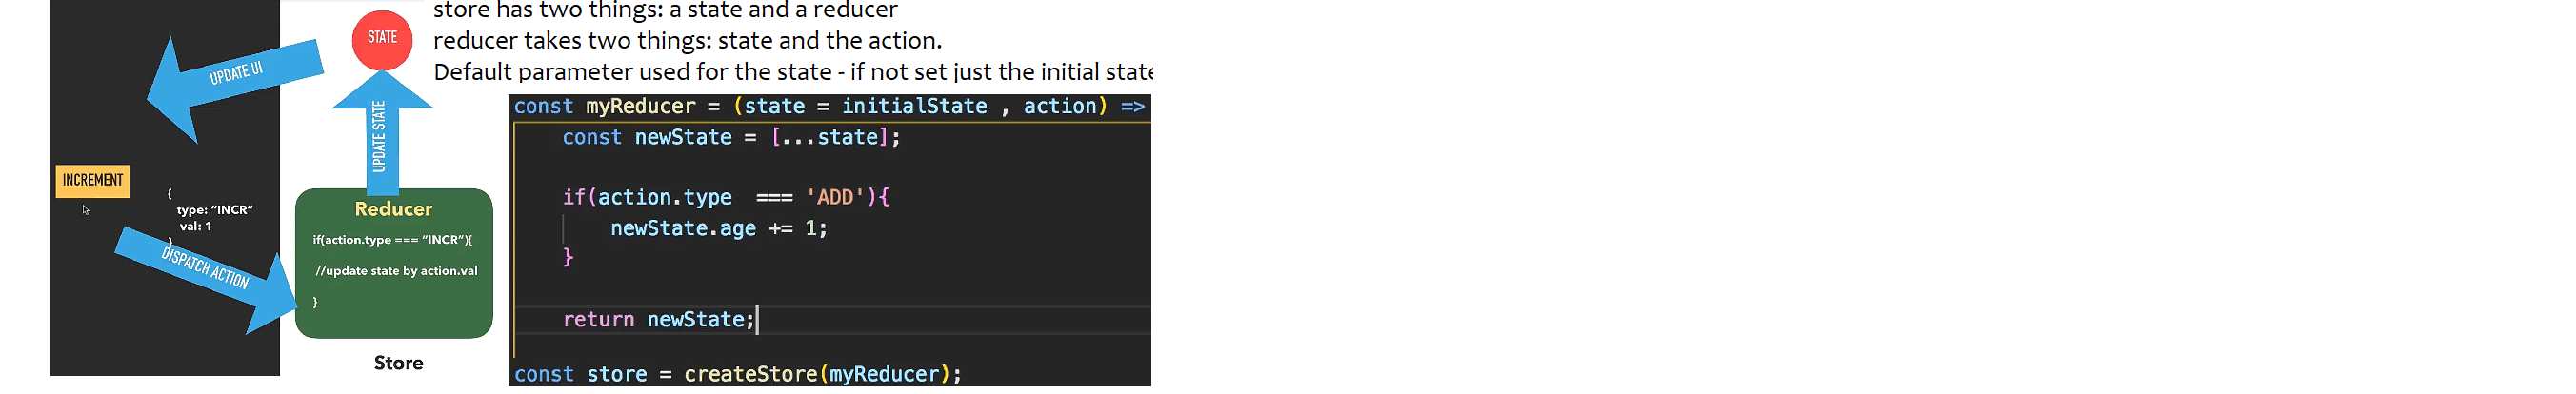 UPDATE UI
STATE
UPDATE STATE
INCREMENT
{
type: "INCR"
val: 1
}
DISPATCH ACTION
Reducer
if(action.type === "INCR"){
//update state by action.val
}
Store
store has two things: a state and a reducer
reducer takes two things: state and the action.
Default parameter used for the state - if not set just the initial state
const myReducer = (state = initialState , action) =>
const newState = [...state];
if(action.type  === 'ADD'){
newState.age += 1;
}
return newState;
const store = createStore(myReducer);